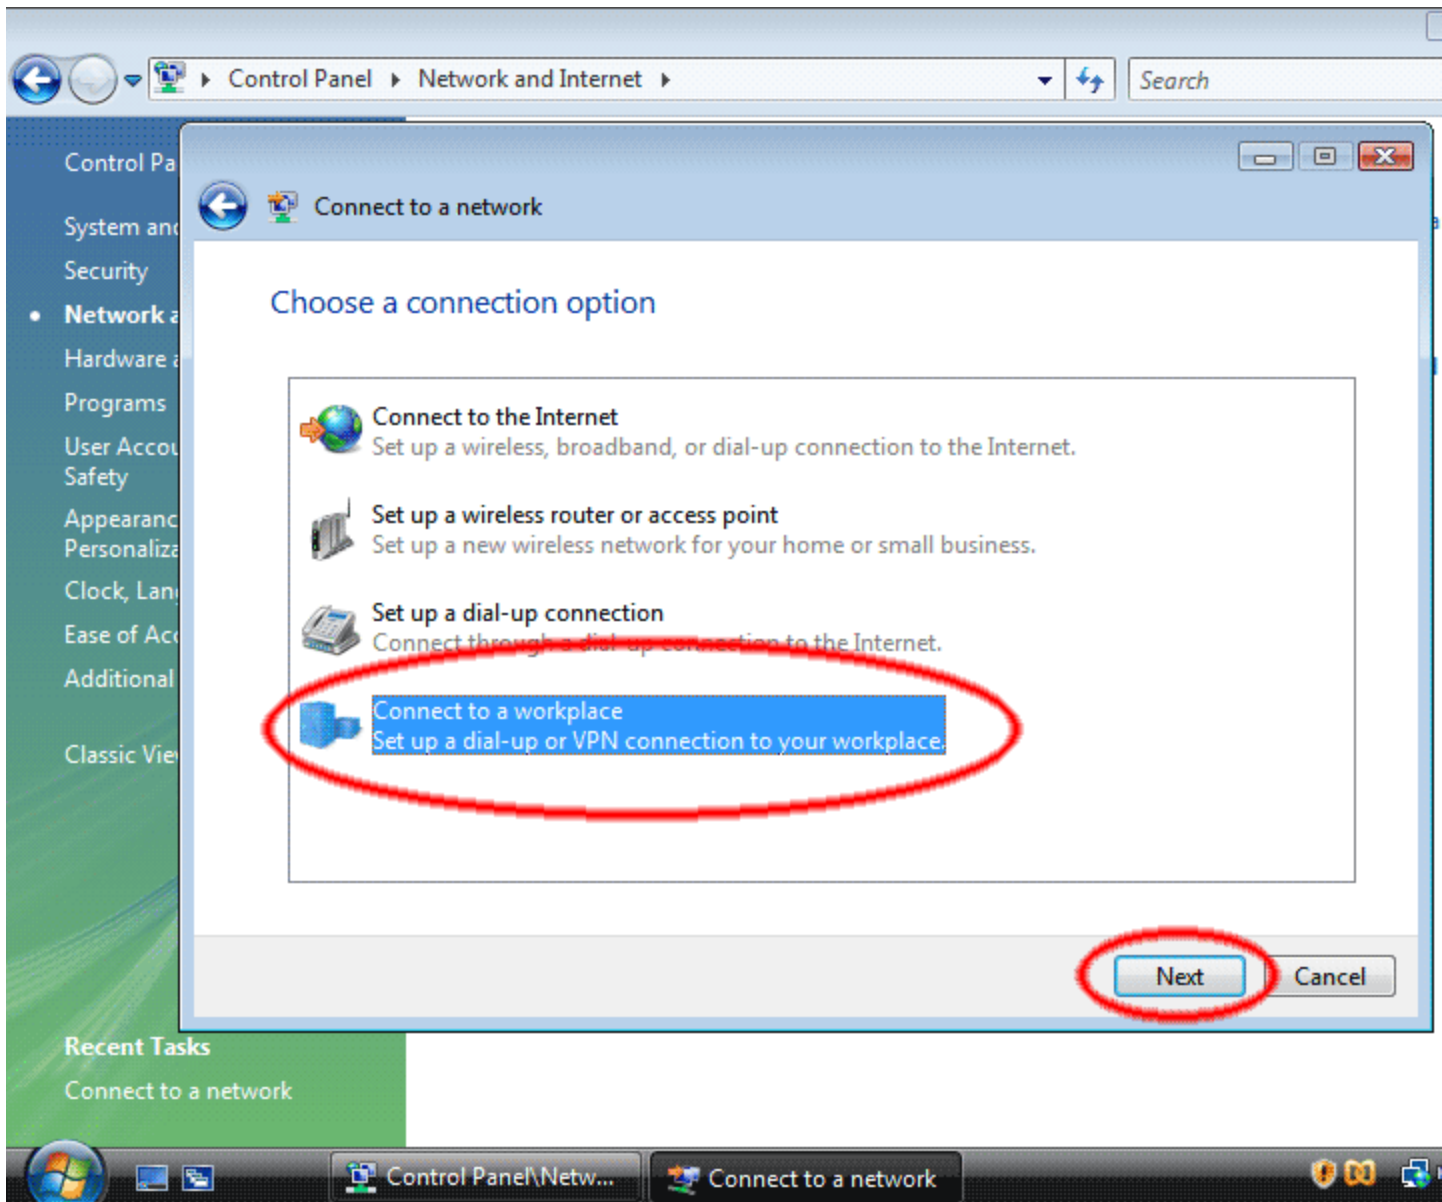 Control Panel
Network and Internet
Search
Control Pa
System and
Security
Network a
Hardware a
Programs
User Accou
Safety
Appearanc
Personaliza
Clock, Lan
Ease of Acc
Additional
Classic Vie
Recent Tasks
Connect to a network
Connect to a network
Choose a connection option
Connect to the Internet
Set up a wireless, broadband, or dial-up connection to the Internet.
Set up a wireless router or access point
Set up a new wireless network for your home or small business.
Set up a dial-up connection
Connect through a dial-up connection to the Internet.
Connect to a workplace
Set up a dial-up or VPN connection to your workplace.
Next
Cancel
Control Panel\Netw...
Connect to a network